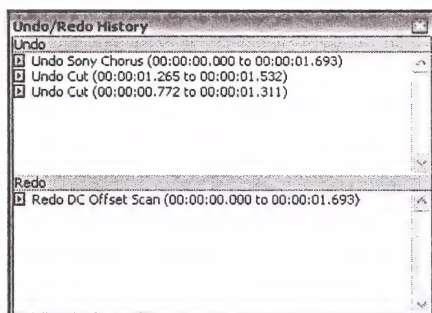 Undo/Redo History
Undo
Undo Sony Chorus (00:00:00.000 to 00:00:01.693)
Undo Cut (00:00:01.265 to 00:00:01.532)
Undo Cut (00:00:00.772 to 00:00:01.311)
Redo
Redo DC Offset Scan (00:00:00.000 to 00:00:01.693)